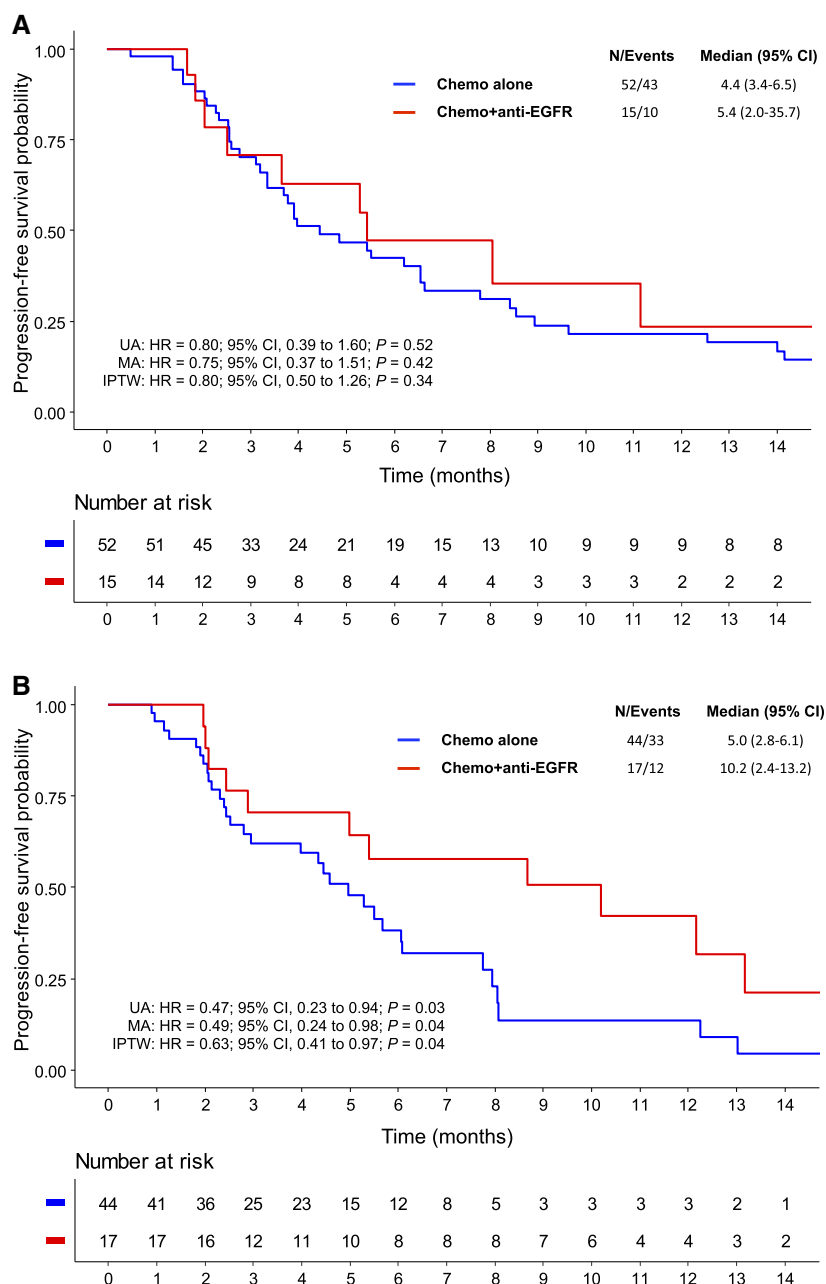 A
Progression-free survival probability
1.00
0.75
0.50
0.25
0.00
N/Events Median (95% CI)
Chemo alone 52/43 4.4 (3.4-6.5)
Chemo+anti-EGFR 15/10 5.4 (2.0-35.7)
UA: HR = 0.80; 95% CI, 0.39 to 1.60; P = 0.52
MA: HR = 0.75; 95% CI, 0.37 to 1.51; P = 0.42
IPTW: HR = 0.80; 95% CI, 0.50 to 1.26; P = 0.34
0 1 2 3 4 5 6 7 8 9 10 11 12 13 14
Time (months)
Number at risk
52 51 45 33 24 21 19 15 13 10 9 9 9 8 8
15 14 12 9 8 8 4 4 4 3 3 3 2 2 2
0 1 2 3 4 5 6 7 8 9 10 11 12 13 14
B
Progression-free survival probability
1.00
0.75
0.50
0.25
0.00
N/Events Median (95% CI)
Chemo alone 44/33 5.0 (2.8-6.1)
Chemo+anti-EGFR 17/12 10.2 (2.4-13.2)
UA: HR = 0.47; 95% CI, 0.23 to 0.94; P = 0.03
MA: HR = 0.49; 95% CI, 0.24 to 0.98; P = 0.04
IPTW: HR = 0.63; 95% CI, 0.41 to 0.97; P = 0.04
0 1 2 3 4 5 6 7 8 9 10 11 12 13 14
Time (months)
Number at risk
44 41 36 25 23 15 12 8 5 3 3 3 3 2 1
17 17 16 12 11 10 8 8 8 7 6 4 4 3 2
0 1 2 3 4 5 6 7 8 9 10 11 12 13 14